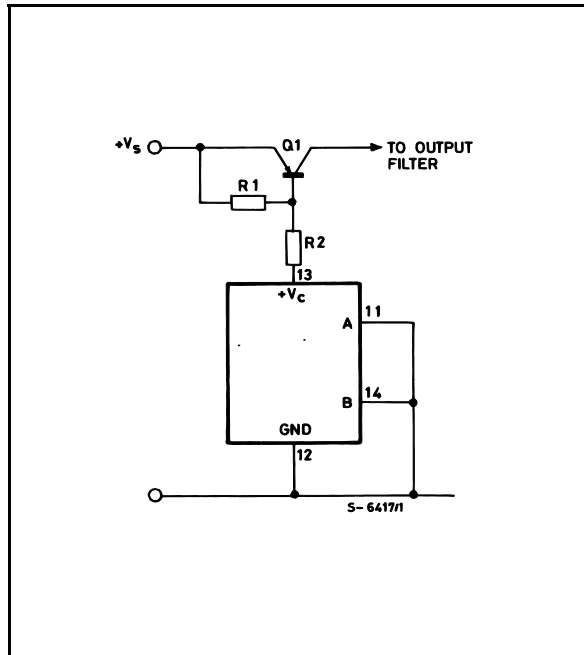 +Vs
Q1
TO OUTPUT
FILTER
R1
R2
13
+Vc
11
A
14
B
GND
12
S-6417/1